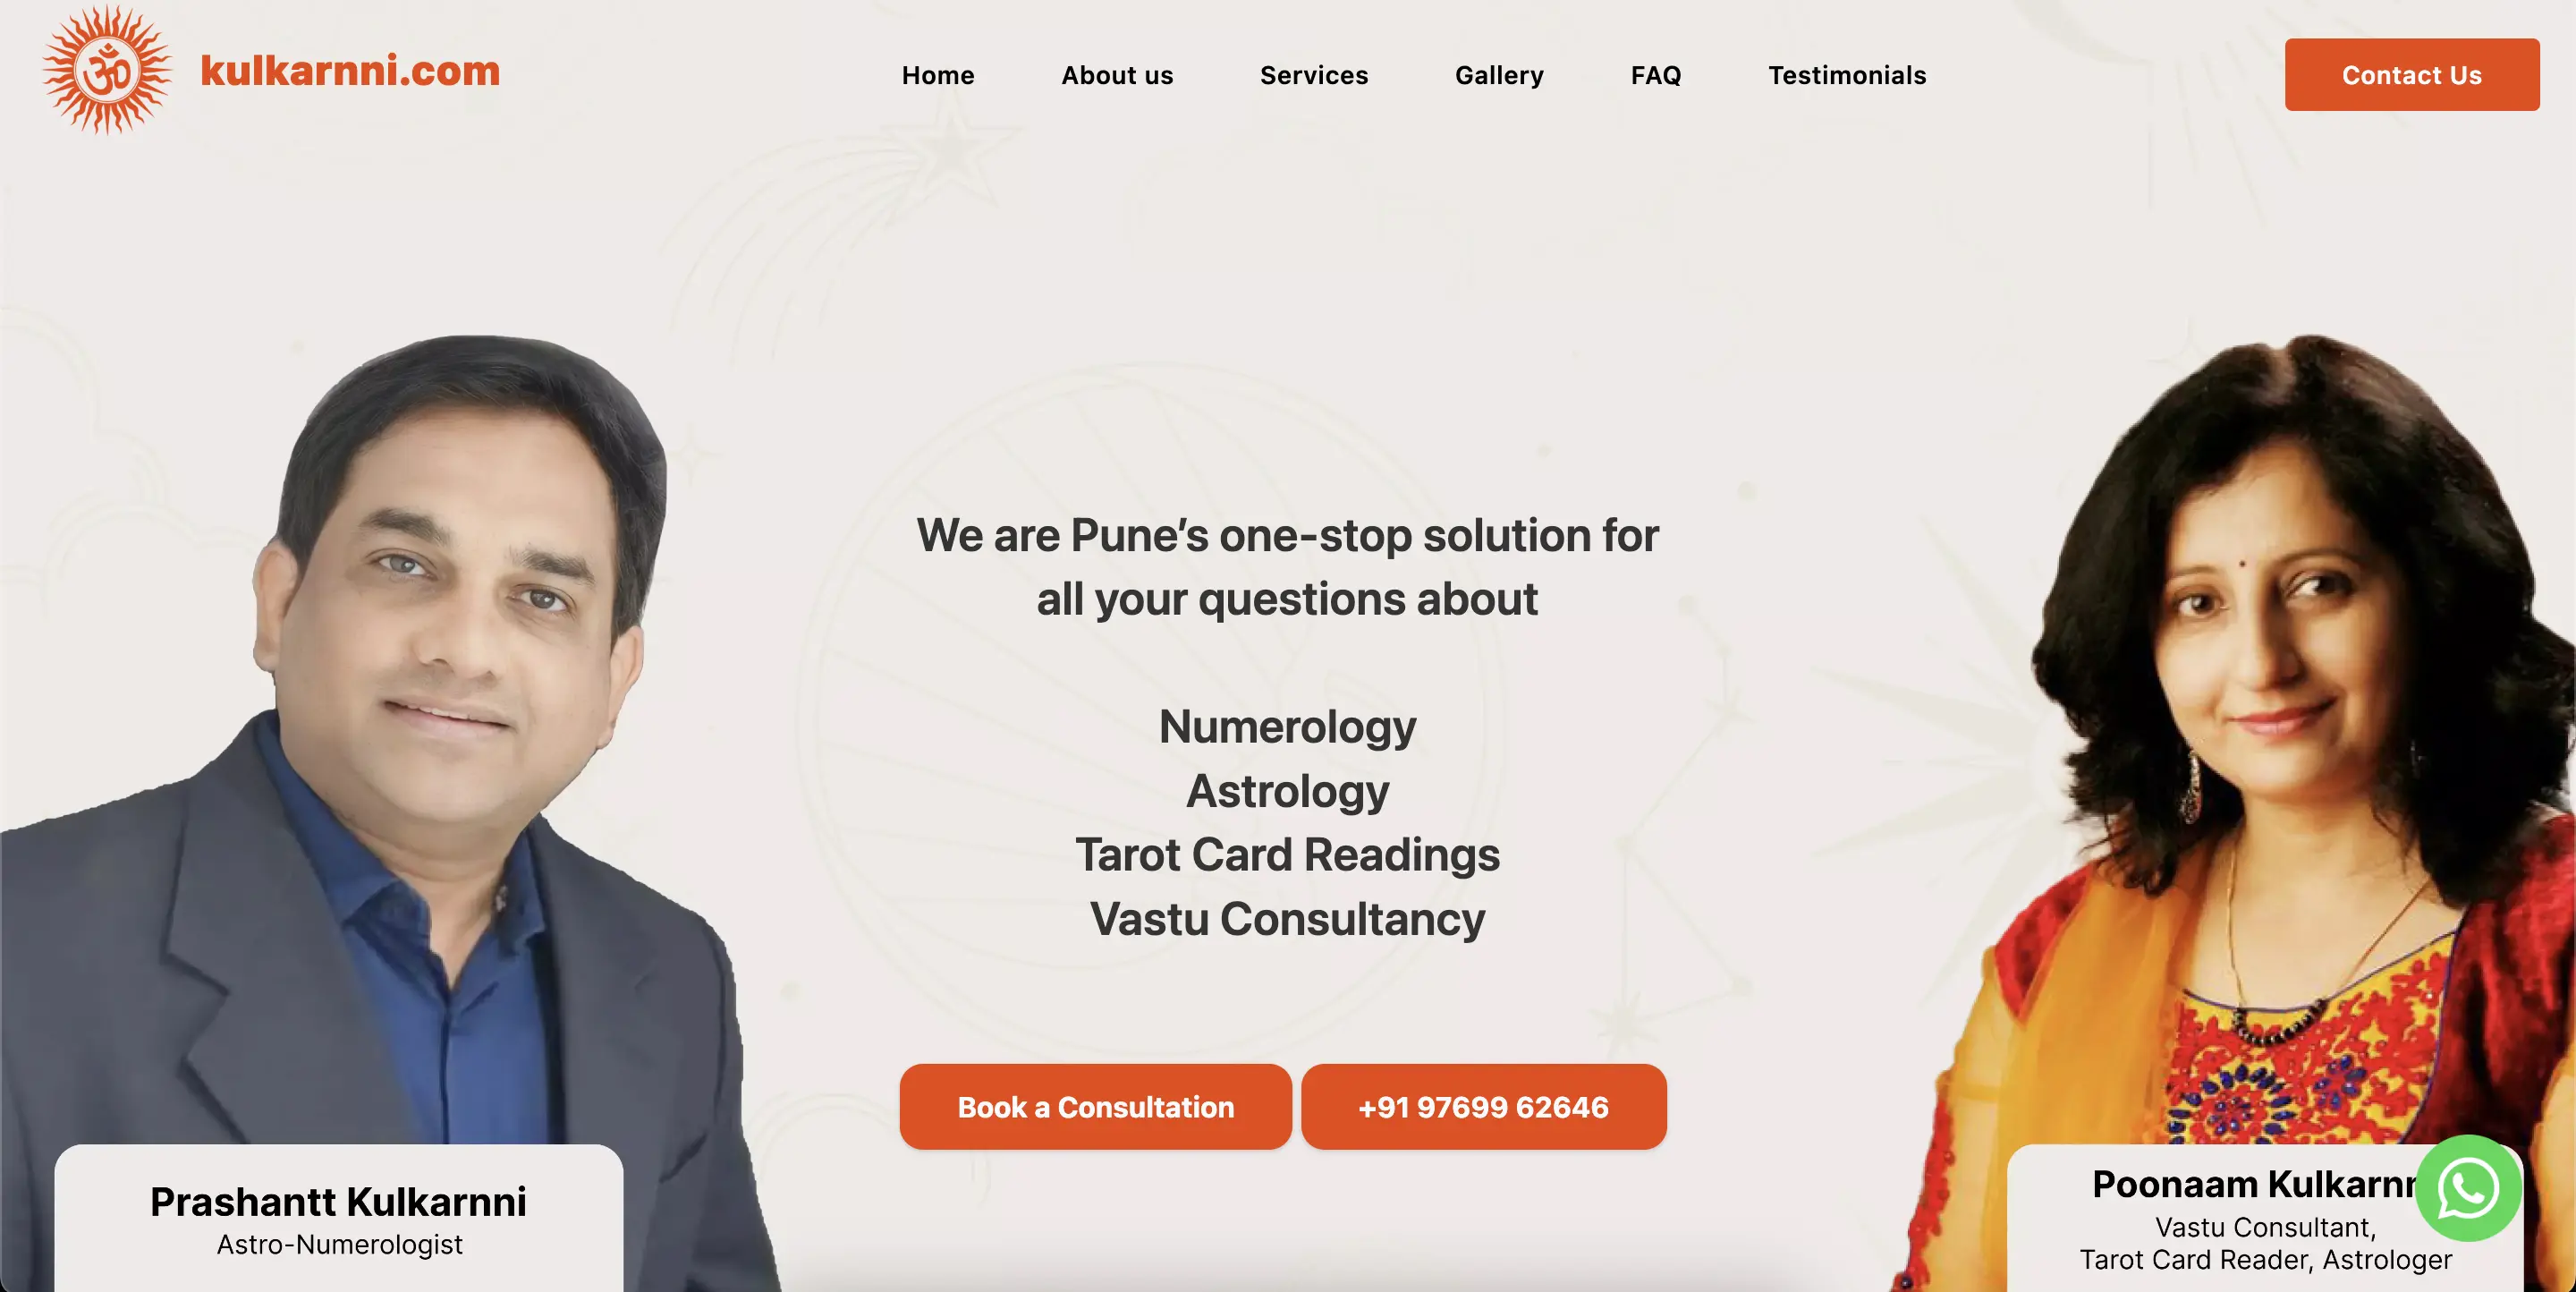 ॐ
kulkarnni.com
Home
About us
Services
Gallery
FAQ
Testimonials
Contact Us
We are Pune’s one-stop solution for
all your questions about
Numerology
Astrology
Tarot Card Readings
Vastu Consultancy
Book a Consultation
+91 97699 62646
Prashantt Kulkarnni
Astro-Numerologist
Poonaam Kulkarnn
Vastu Consultant,
Tarot Card Reader, Astrologer